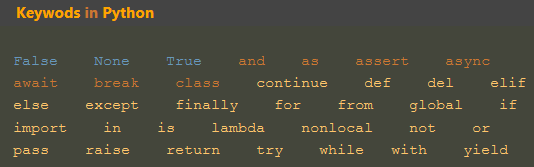 Keywods in Python
False None True and as assert async
await break class continue def del elif
else except finally for from global if
import in is lambda nonlocal not or
pass raise return try while with yield